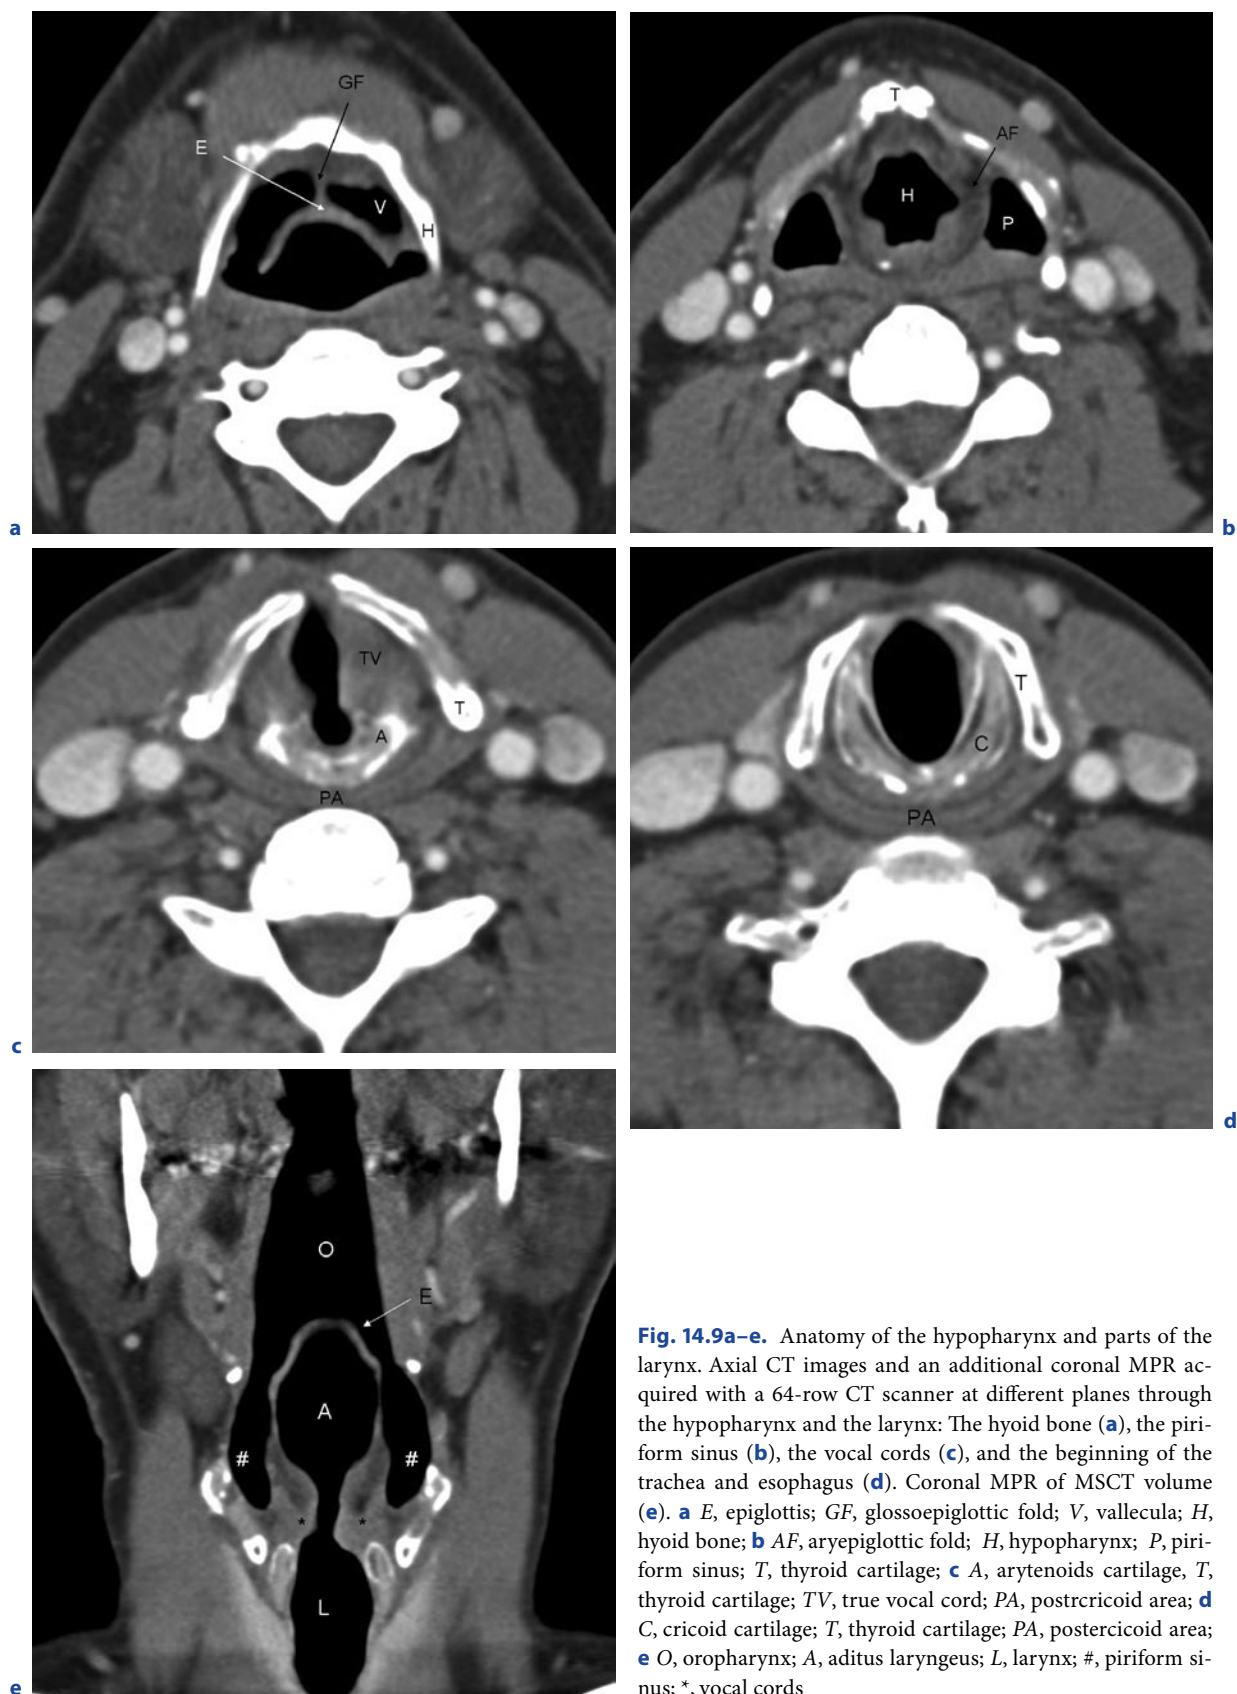 GF
E
V
H
a
T
AF
H
P
b
TV
T
A
PA
c
T
C
PA
d
O
E
A
#
#
*
*
L
e
Fig. 14.9a–e. Anatomy of the hypopharynx and parts of the
larynx. Axial CT images and an additional coronal MPR ac-
quired with a 64-row CT scanner at different planes through
the hypopharynx and the larynx: The hyoid bone (a), the piri-
form sinus (b), the vocal cords (c), and the beginning of the
trachea and esophagus (d). Coronal MPR of MSCT volume
(e). a E, epiglottis; GF, glossoepiglottic fold; V, vallecula; H,
hyoid bone; b AF, aryepiglottic fold; H, hypopharynx; P, piri-
form sinus; T, thyroid cartilage; c A, arytenoids cartilage, T,
thyroid cartilage; TV, true vocal cord; PA, postrcricoid area; d
C, cricoid cartilage; T, thyroid cartilage; PA, postercicoid area;
e O, oropharynx; A, aditus laryngeus; L, larynx; #, piriform si-
nus; *, vocal cords